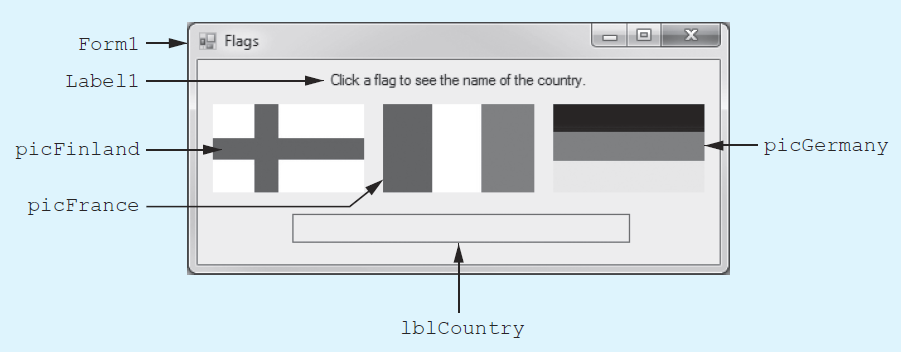 Form1
Flags
Label1
Click a flag to see the name of the country.
picFinland
picGermany
picFrance
lblCountry